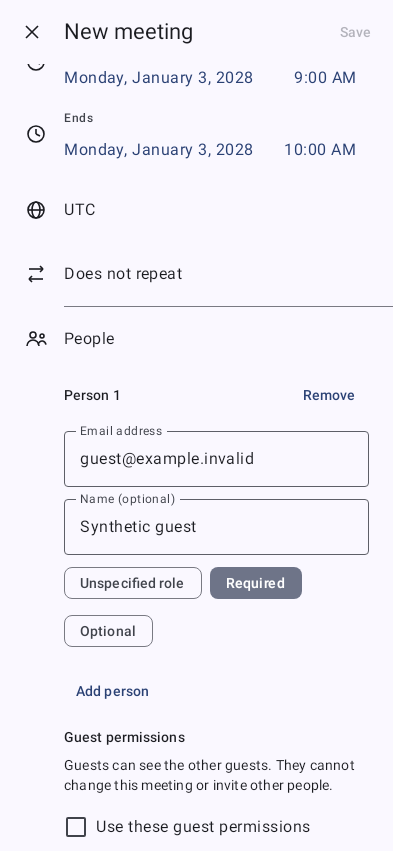 New meeting
Save
Monday, January 3, 2028 9:00 AM
Ends
Monday, January 3, 2028 10:00 AM
UTC
Does not repeat
People
Person 1
Remove
Email address
guest@example.invalid
Name (optional)
Synthetic guest
Unspecified role
Required
Optional
Add person
Guest permissions
Guests can see the other guests. They cannot
change this meeting or invite other people.
Use these guest permissions